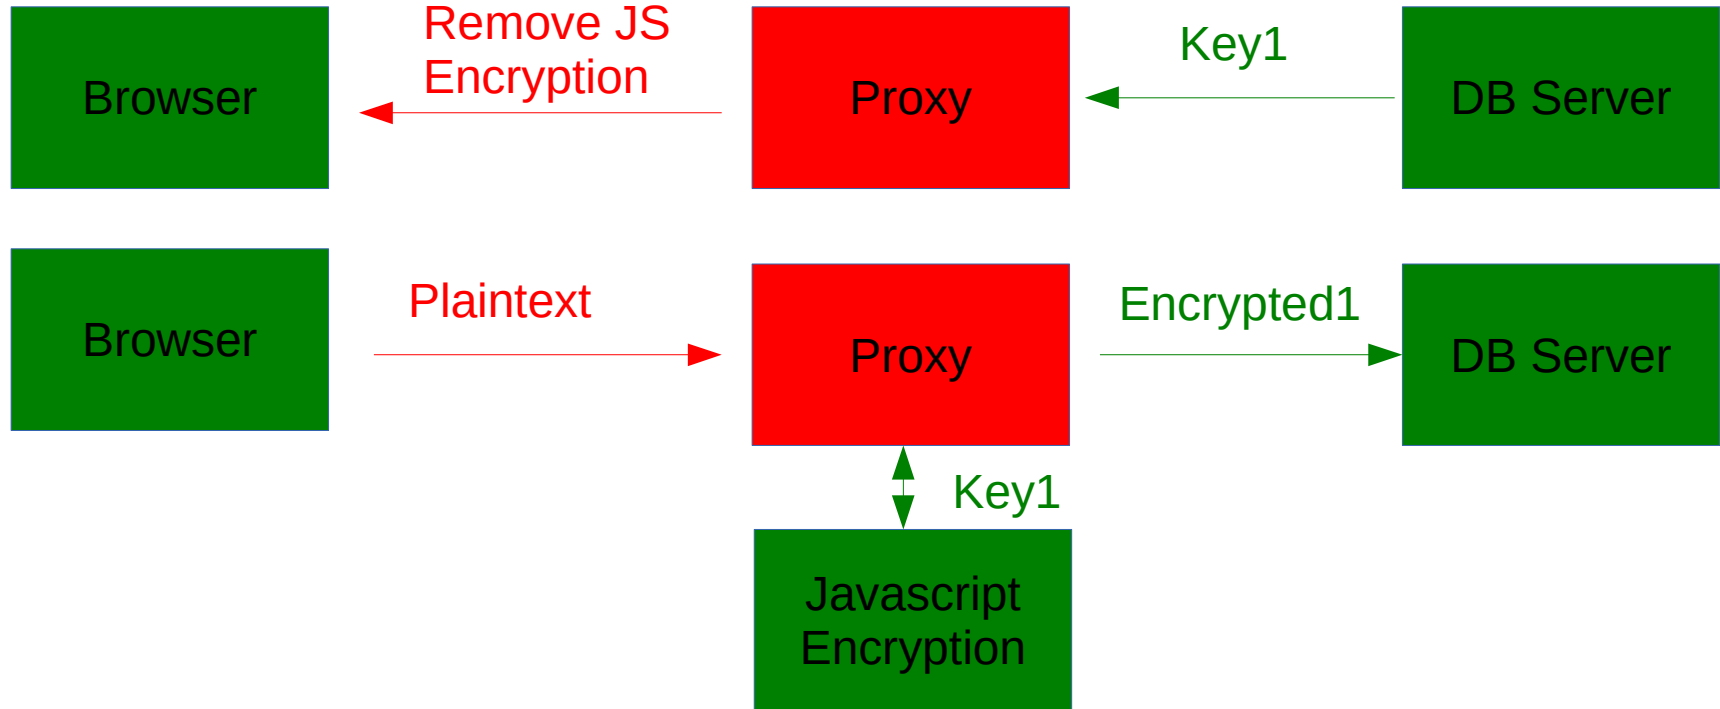 Remove JS
Encryption
Key1
Browser
Proxy
DB Server
Plaintext
Encrypted1
Browser
Proxy
DB Server
Key1
Javascript
Encryption